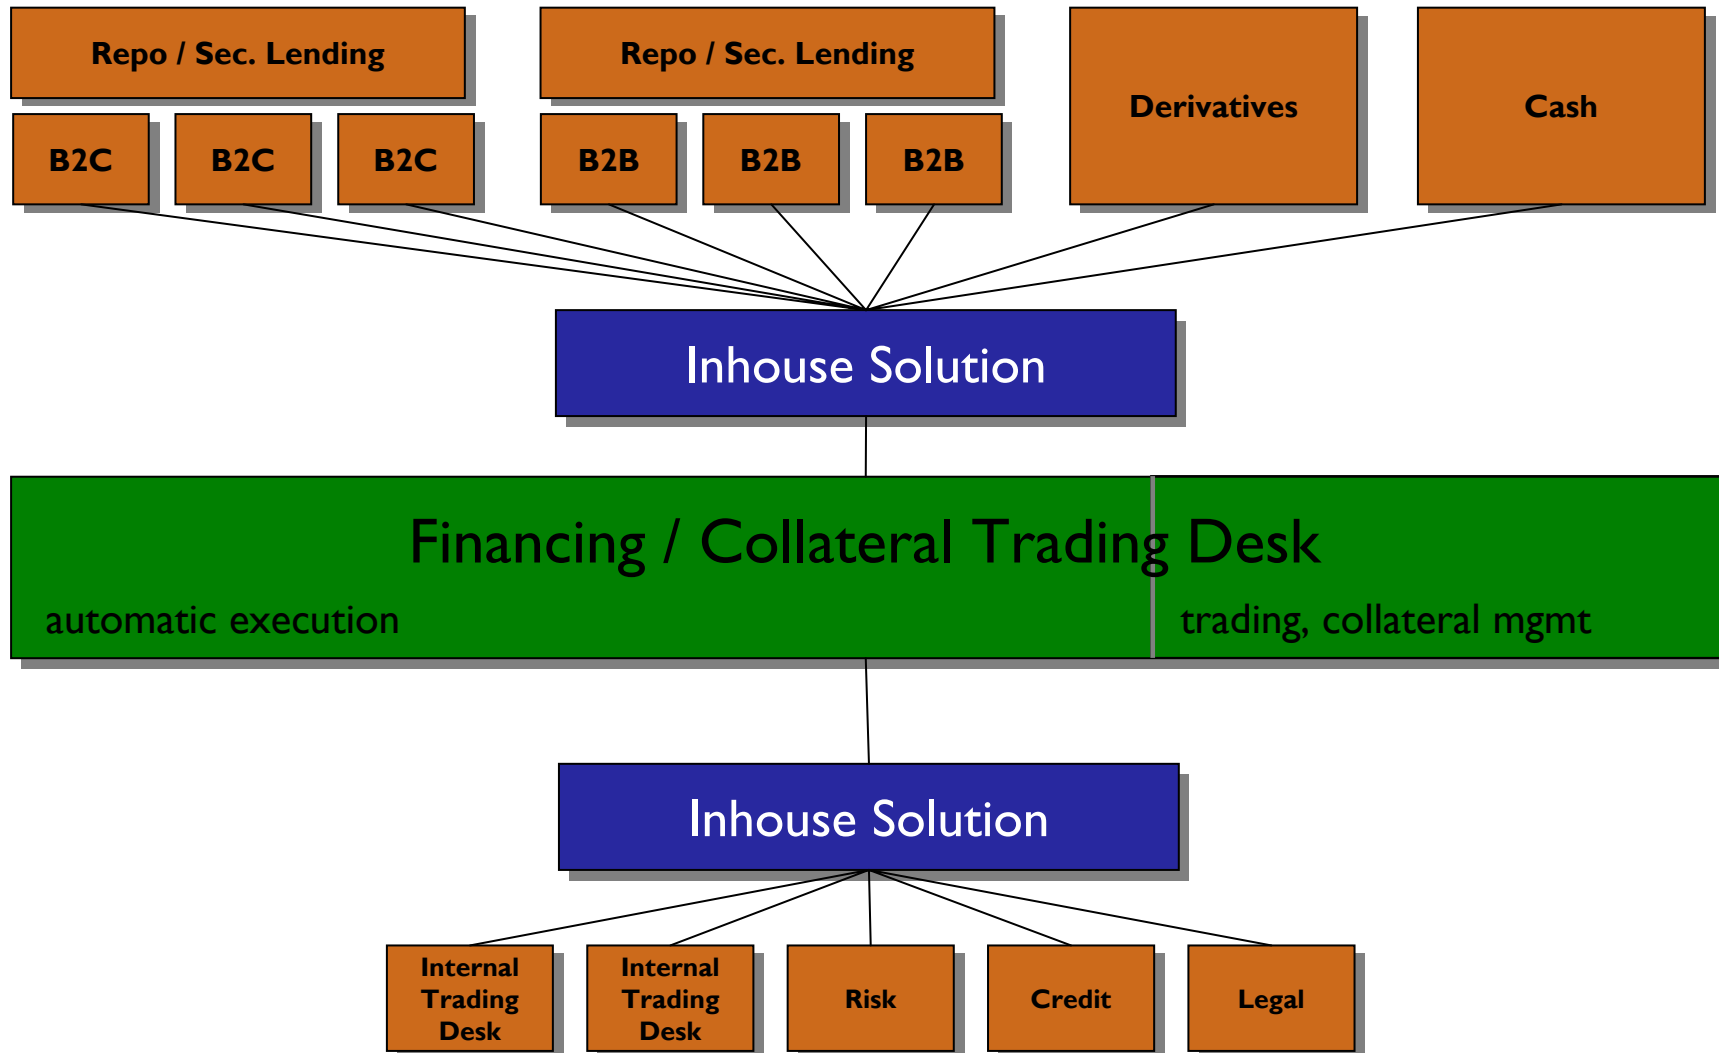 Repo / Sec. Lending
Repo / Sec. Lending
Derivatives
Cash
B2C
B2C
B2C
B2B
B2B
B2B
Inhouse Solution
Financing / Collateral Trading Desk
automatic execution
trading, collateral mgmt
Inhouse Solution
Internal
Trading
Desk
Internal
Trading
Desk
Risk
Credit
Legal